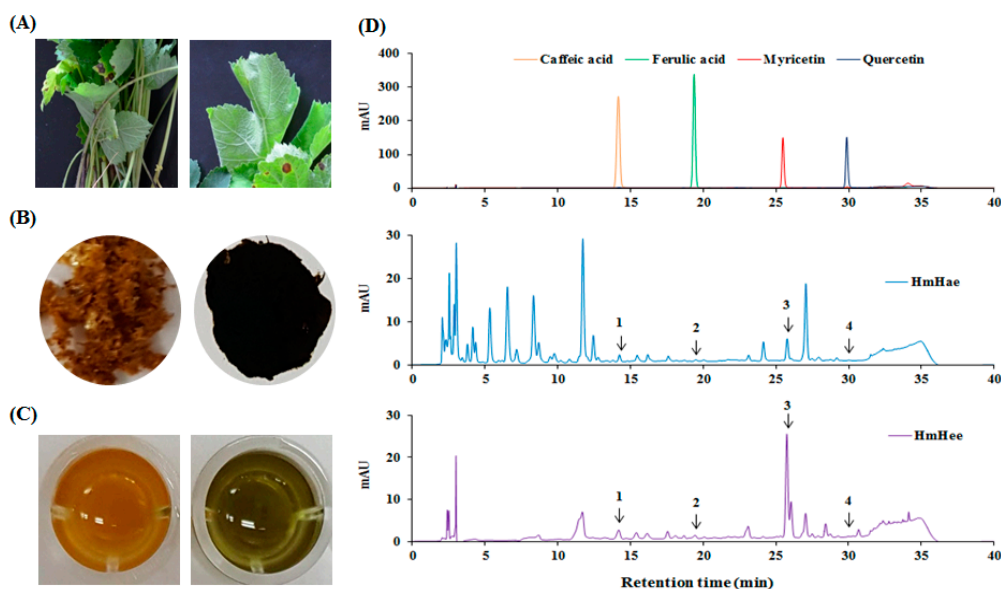 (A)
(B)
(C)
(D)
Caffeic acid Ferulic acid Myricetin Quercetin
400
300
200
100
0
mAU
0 5 10 15 20 25 30 35 40
30
20
10
0
mAU
1
2
3
4
HmHae
0 5 10 15 20 25 30 35 40
30
20
10
0
mAU
1
2
3
4
HmHee
0 5 10 15 20 25 30 35 40
Retention time (min)